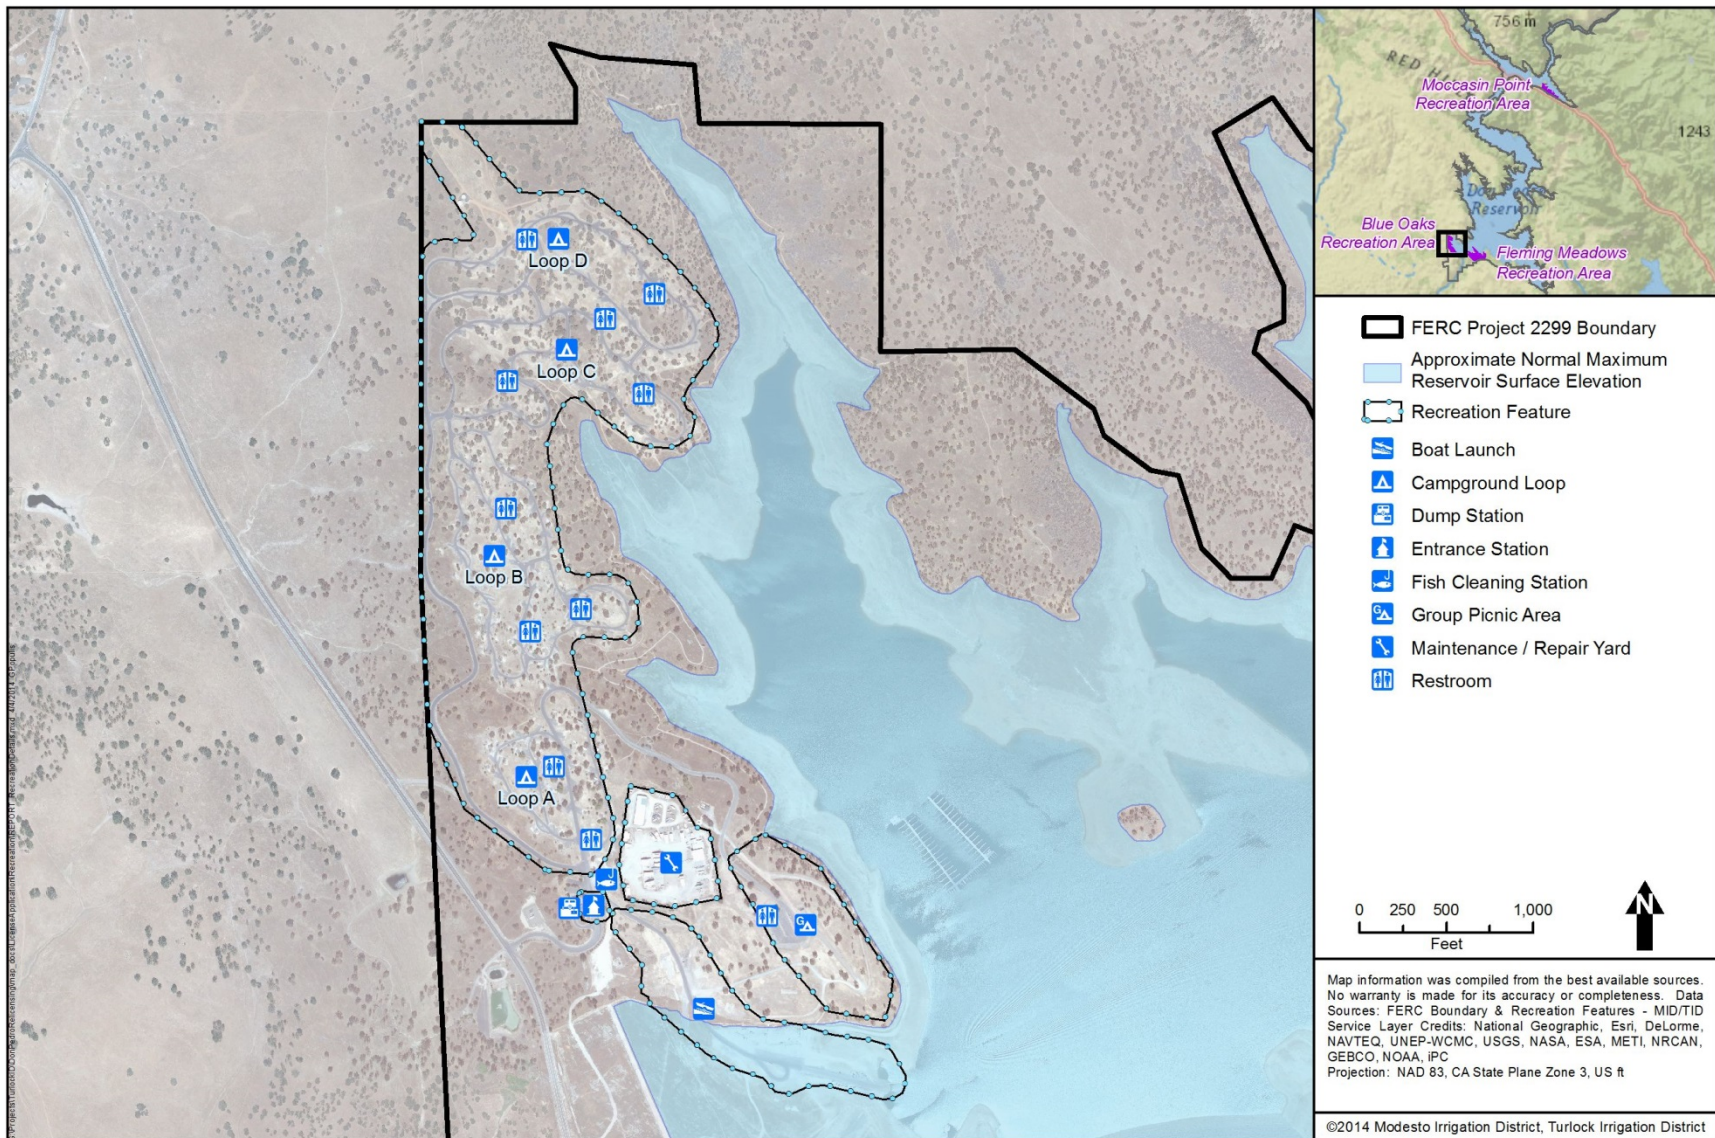 756 m
RED HI
Moccasin Point
Recreation Area
1243
Reservoir
Blue Oaks
Recreation Area
Fleming Meadows
Recreation Area
Loop D
Loop C
Loop B
Loop A
FERC Project 2299 Boundary
Approximate Normal Maximum
Reservoir Surface Elevation
Recreation Feature
Boat Launch
Campground Loop
Dump Station
Entrance Station
Fish Cleaning Station
G
Group Picnic Area
Maintenance / Repair Yard
Restroom
G
0 250 500 1,000
Feet
N
Map information was compiled from the best available sources.
No warranty is made for its accuracy or completeness. Data
Sources: FERC Boundary & Recreation Features - MID/TID
Service Layer Credits: National Geographic, Esri, DeLorme,
NAVTEQ, UNEP-WCMC, USGS, NASA, ESA, METI, NRCAN,
GEBCO, NOAA, iPC
Projection: NAD 83, CA State Plane Zone 3, US ft
©2014 Modesto Irrigation District, Turlock Irrigation District